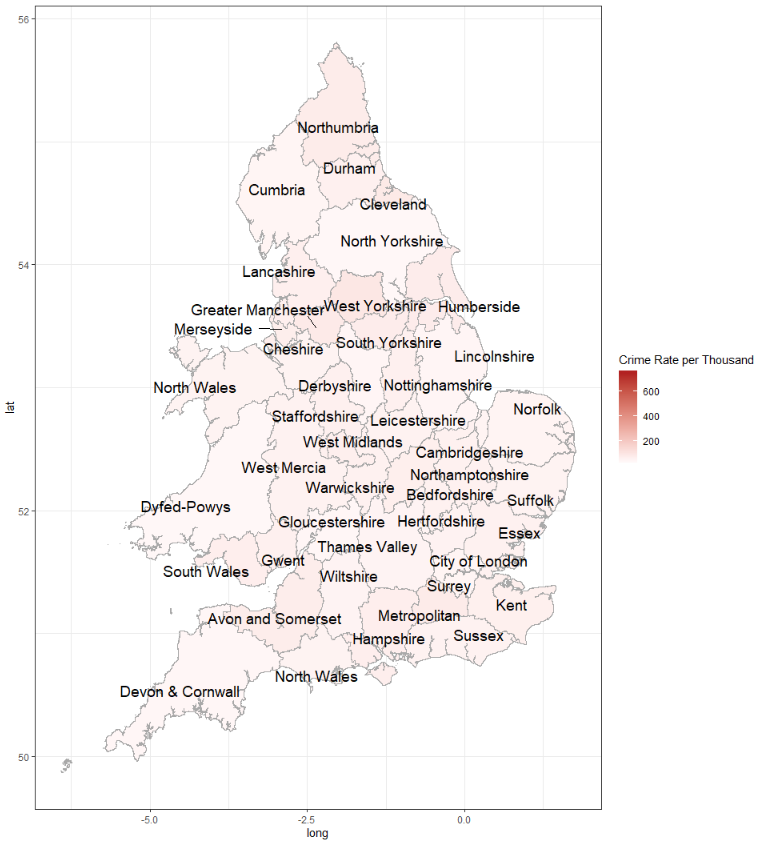 56
54
52
50
lat
-5.0
-2.5
0.0
long
Northumbria
Durham
Cumbria
Cleveland
North Yorkshire
Lancashire
West Yorkshire
Humberside
Greater Manchester
Merseyside
South Yorkshire
Cheshire
Lincolnshire
North Wales
Derbyshire
Nottinghamshire
Norfolk
Staffordshire
Leicestershire
West Midlands
Cambridgeshire
West Mercia
Northamptonshire
Warwickshire
Bedfordshire
Suffolk
Dyfed-Powys
Gloucestershire
Hertfordshire
Essex
Thames Valley
Gwent
City of London
South Wales
Wiltshire
Surrey
Kent
Avon and Somerset
Metropolitan
Hampshire
Sussex
North Wales
Devon & Cornwall
Crime Rate per Thousand
600
400
200